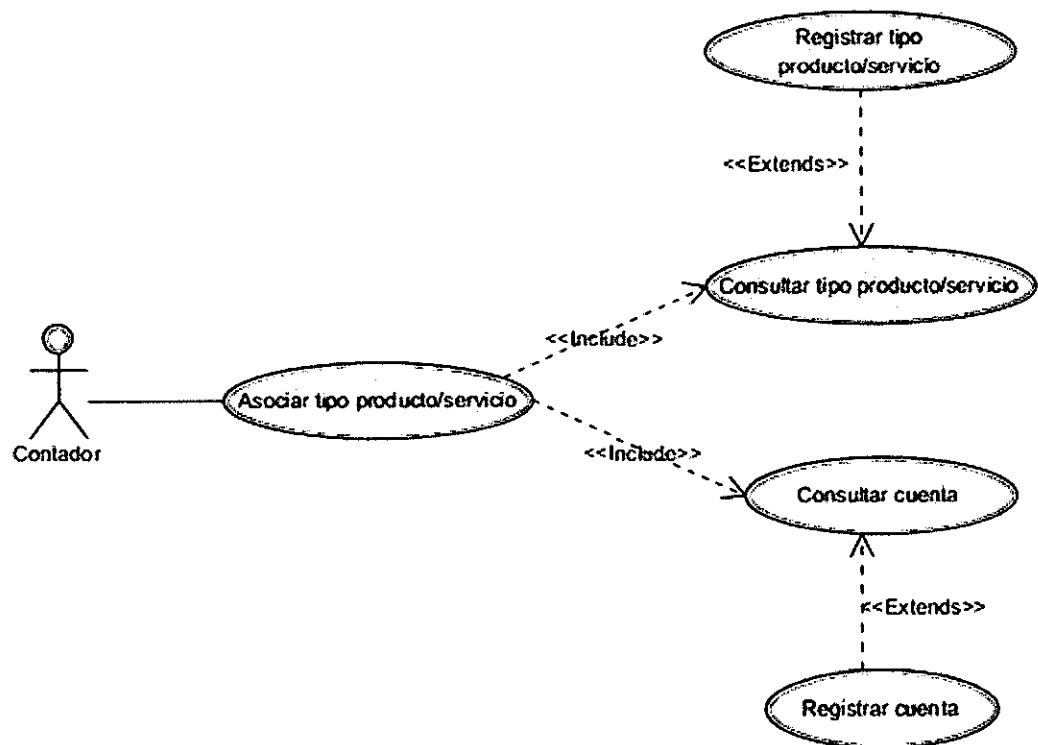 Registrar tipo
producto/servicio
<<Extends>>
Consultar tipo producto/servicio
<<Include>>
Asociar tipo producto/servicio
Contador
<<Include>>
Consultar cuenta
<<Extends>>
Registrar cuenta